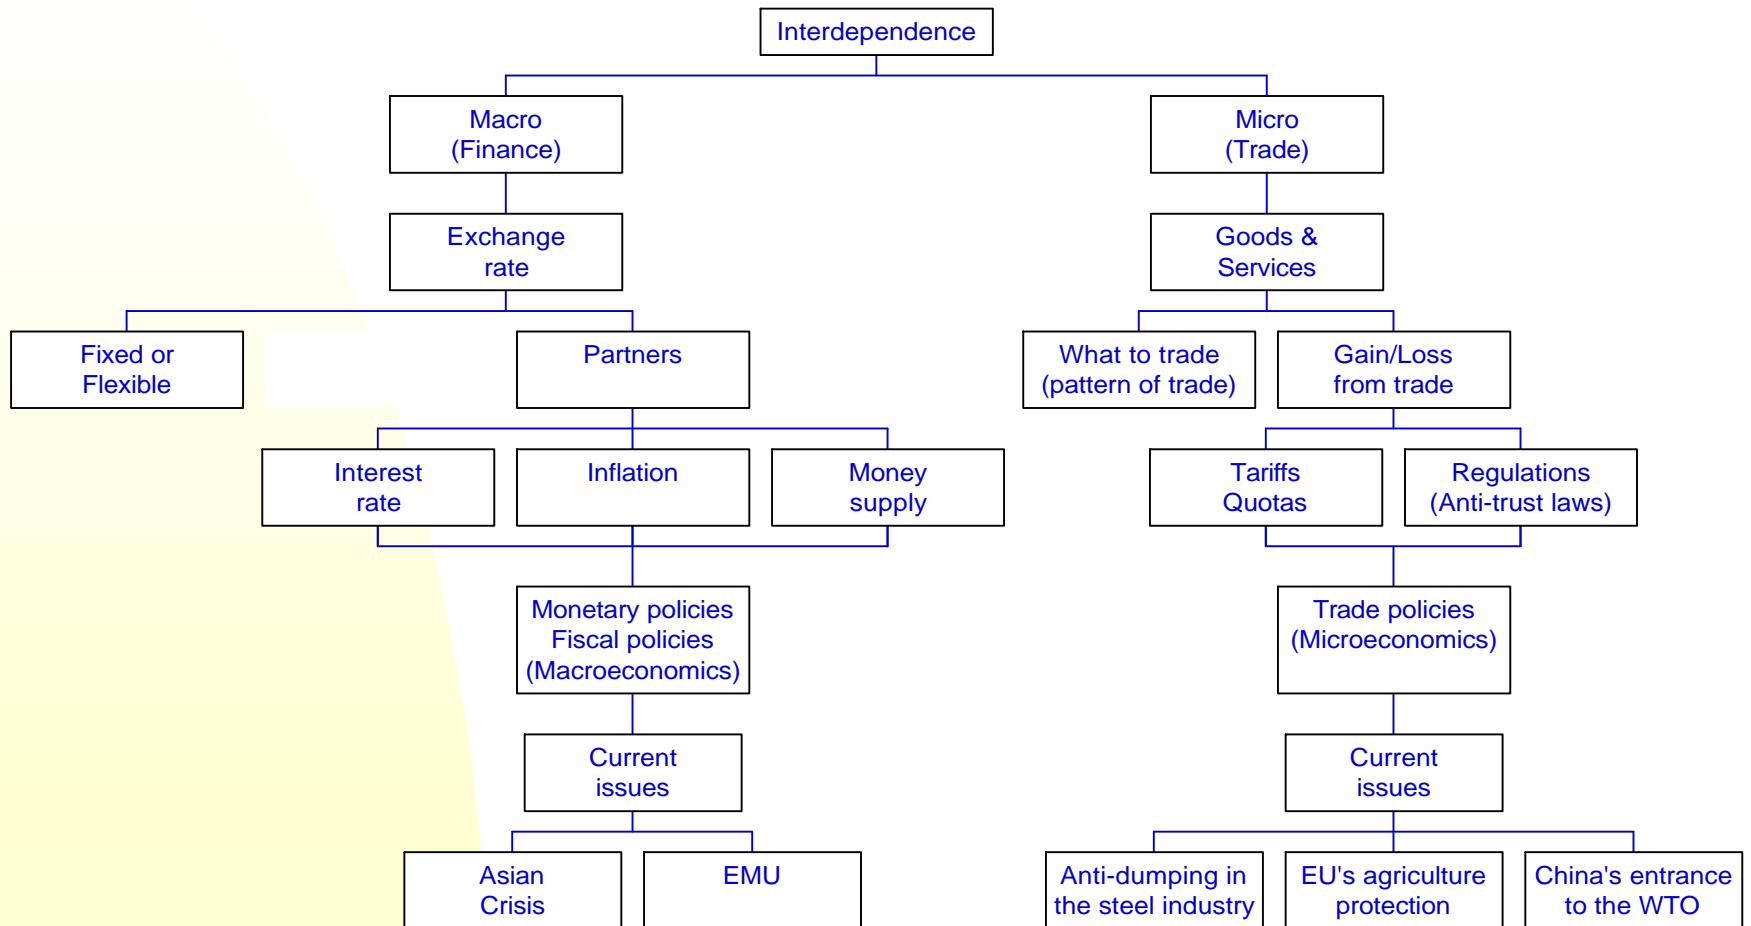 Interdependence
Macro
(Finance)
Micro
(Trade)
Exchange
rate
Goods &
Services
Fixed or
Flexible
Partners
What to trade
(pattern of trade)
Gain/Loss
from trade
Interest
rate
Inflation
Money
supply
Tariffs
Quotas
Regulations
(Anti-trust laws)
Monetary policies
Fiscal policies
(Macroeconomics)
Trade policies
(Microeconomics)
Current
issues
Current
issues
Asian
Crisis
EMU
Anti-dumping in
the steel industry
EU's agriculture
protection
China's entrance
to the WTO